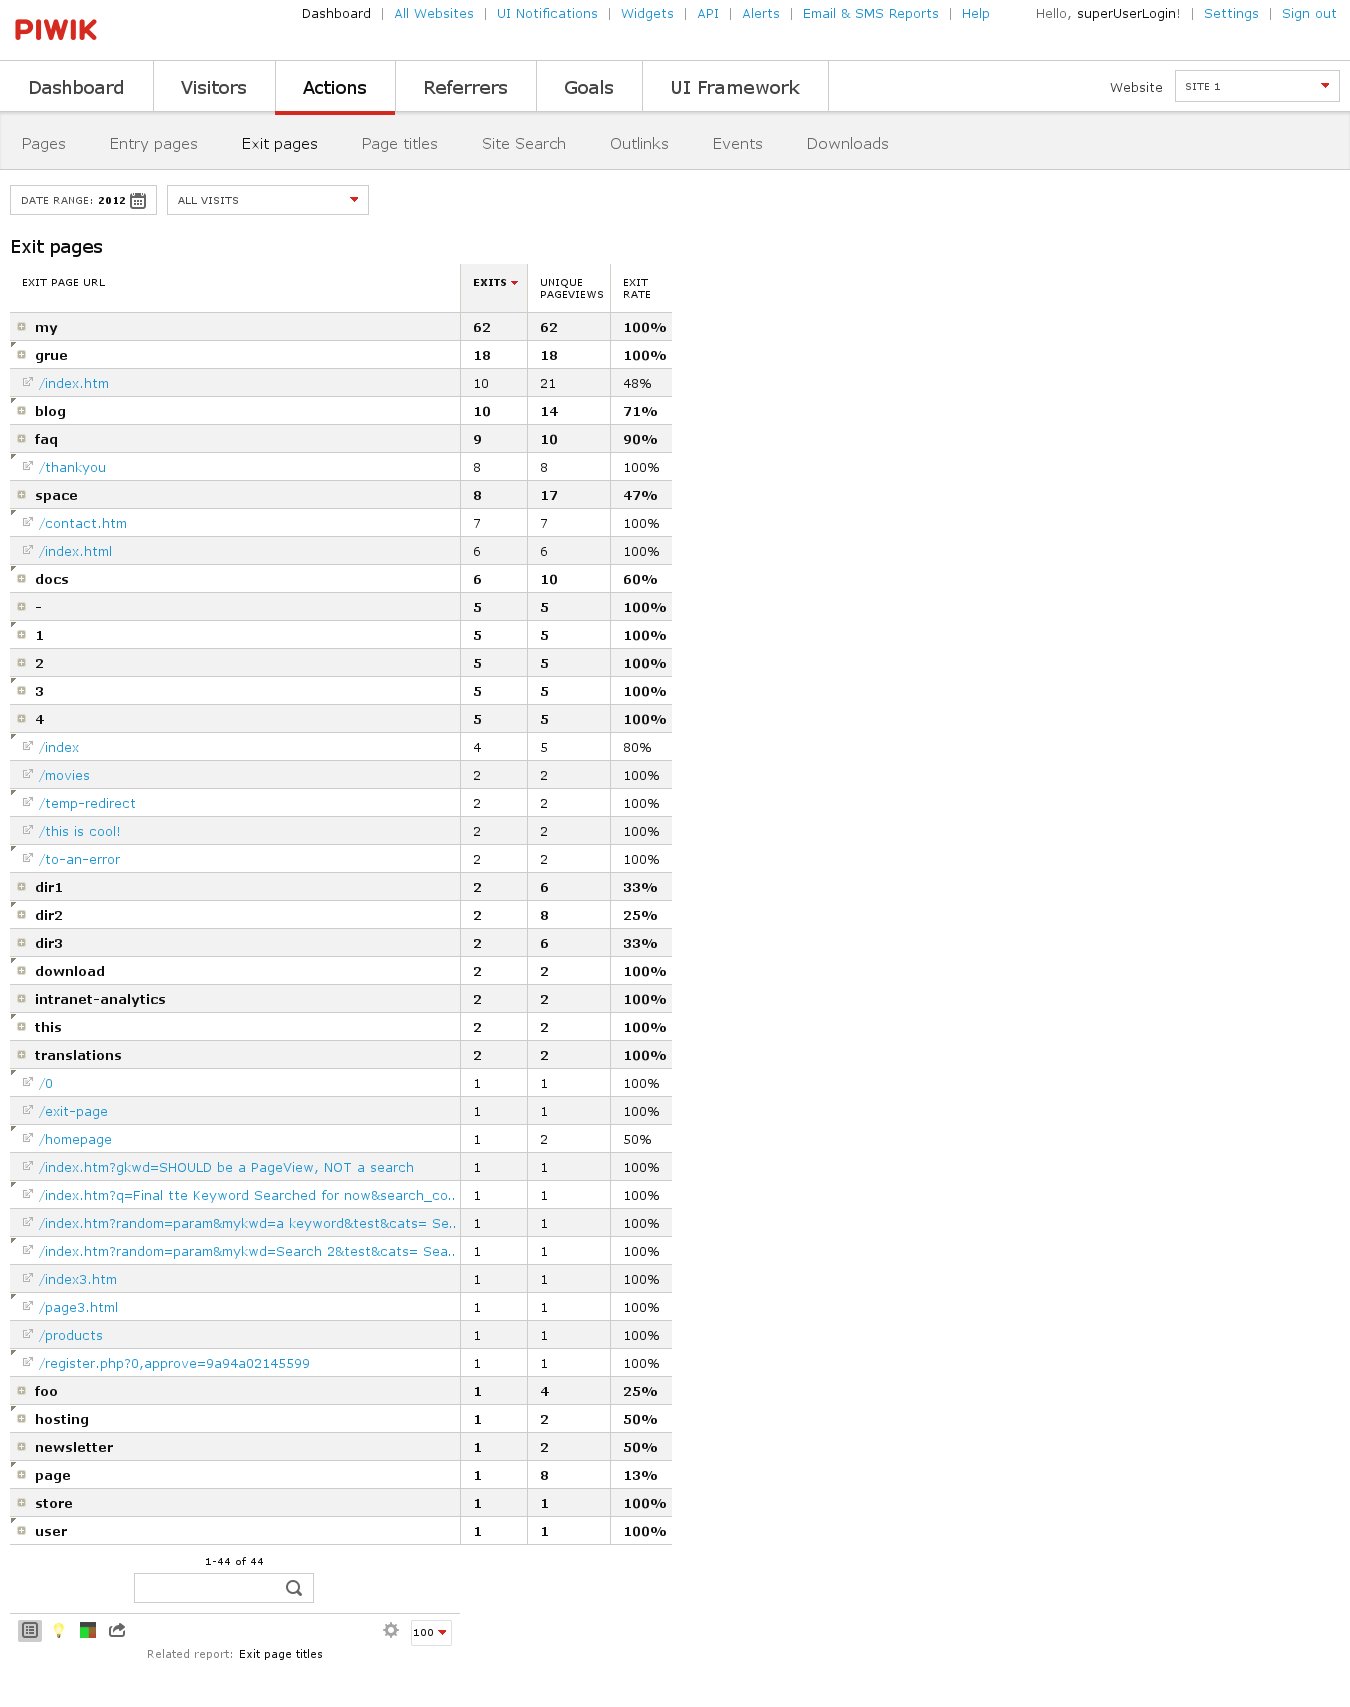 PIWIK
Dashboard | All Websites | UI Notifications | Widgets | API | Alerts | Email & SMS Reports | Help Hello, superUserLogin! | Settings | Sign out
Dashboard Visitors Actions Referrers Goals UI Framework Website SITE 1
Pages Entry pages Exit pages Page titles Site Search Outlinks Events Downloads
DATE RANGE: 2012 ALL VISITS
Exit pages
EXIT PAGE URL EXITS UNIQUE PAGEVIEWS EXIT RATE
my 62 62 100%
grue 18 18 100%
/index.htm 10 21 48%
blog 10 14 71%
faq 9 10 90%
/thankyou 8 8 100%
space 8 17 47%
/contact.htm 7 7 100%
/index.html 6 6 100%
docs 6 10 60%
- 5 5 100%
1 5 5 100%
2 5 5 100%
3 5 5 100%
4 5 5 100%
/index 4 5 80%
/movies 2 2 100%
/temp-redirect 2 2 100%
/this is cool! 2 2 100%
/to-an-error 2 2 100%
dir1 2 6 33%
dir2 2 8 25%
dir3 2 6 33%
download 2 2 100%
intranet-analytics 2 2 100%
this 2 2 100%
translations 2 2 100%
/0 1 1 100%
/exit-page 1 1 100%
/homepage 1 2 50%
/index.htm?gkwd=SHOULD be a PageView, NOT a search 1 1 100%
/index.htm?q=Final tte Keyword Searched for now&search_co.. 1 1 100%
/index.htm?random=param&mykwd=a keyword&test&cats= Se.. 1 1 100%
/index.htm?random=param&mykwd=Search 2&test&cats= Sea.. 1 1 100%
/index3.htm 1 1 100%
/page3.html 1 1 100%
/products 1 1 100%
/register.php?0,approve=9a94a02145599 1 1 100%
foo 1 4 25%
hosting 1 2 50%
newsletter 1 2 50%
page 1 8 13%
store 1 1 100%
user 1 1 100%
1-44 of 44
100
Related report: Exit page titles